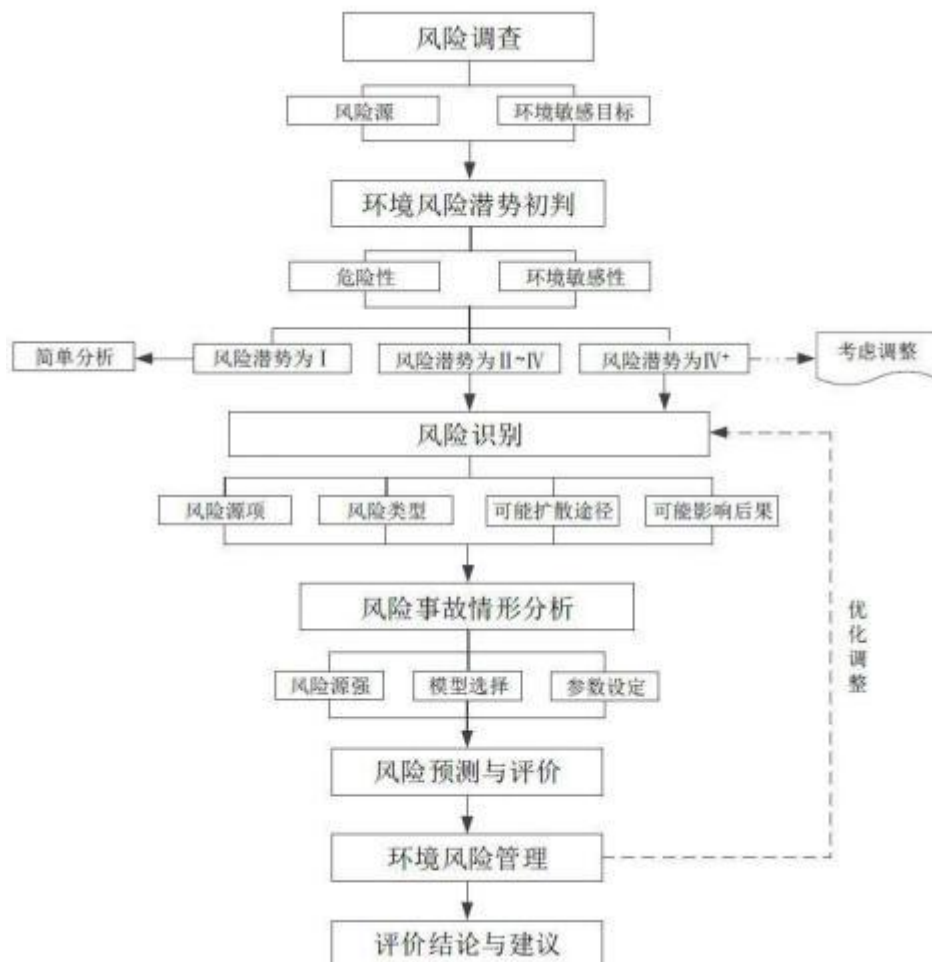 风险调查
风险源
环境敏感目标
环境风险潜势初判
危险性
环境敏感性
简单分析
风险潜势为Ⅰ
风险潜势为Ⅱ~Ⅳ
风险潜势为Ⅳ⁺
考虑调整
风险识别
风险源项
风险类型
可能扩散途径
可能影响后果
风险事故情形分析
优化调整
风险源强
模型选择
参数设定
风险预测与评价
环境风险管理
评价结论与建议